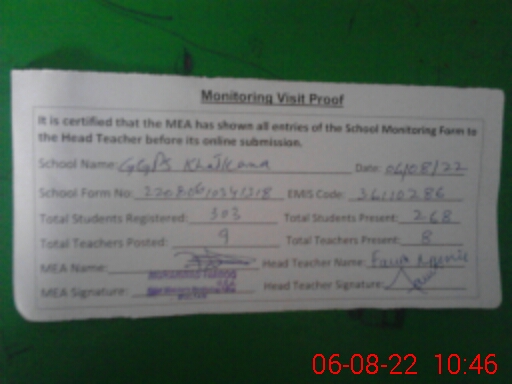 Monitoring Visit Proof
It is certified that the MEA has shown all entries of the School Monitoring Form to
the Head Teacher before its online submission.
School Name: GGPS Date: 06/08/22
School Form No: EMIS Code: 36110286
Total Students Registered: 303 Total Students Present: 268
Total Teachers Posted: 9 Total Teachers Present: 8
MEA Name: Head Teacher Name:
MEA Signature: Head Teacher Signature:
06-08-22 10:46